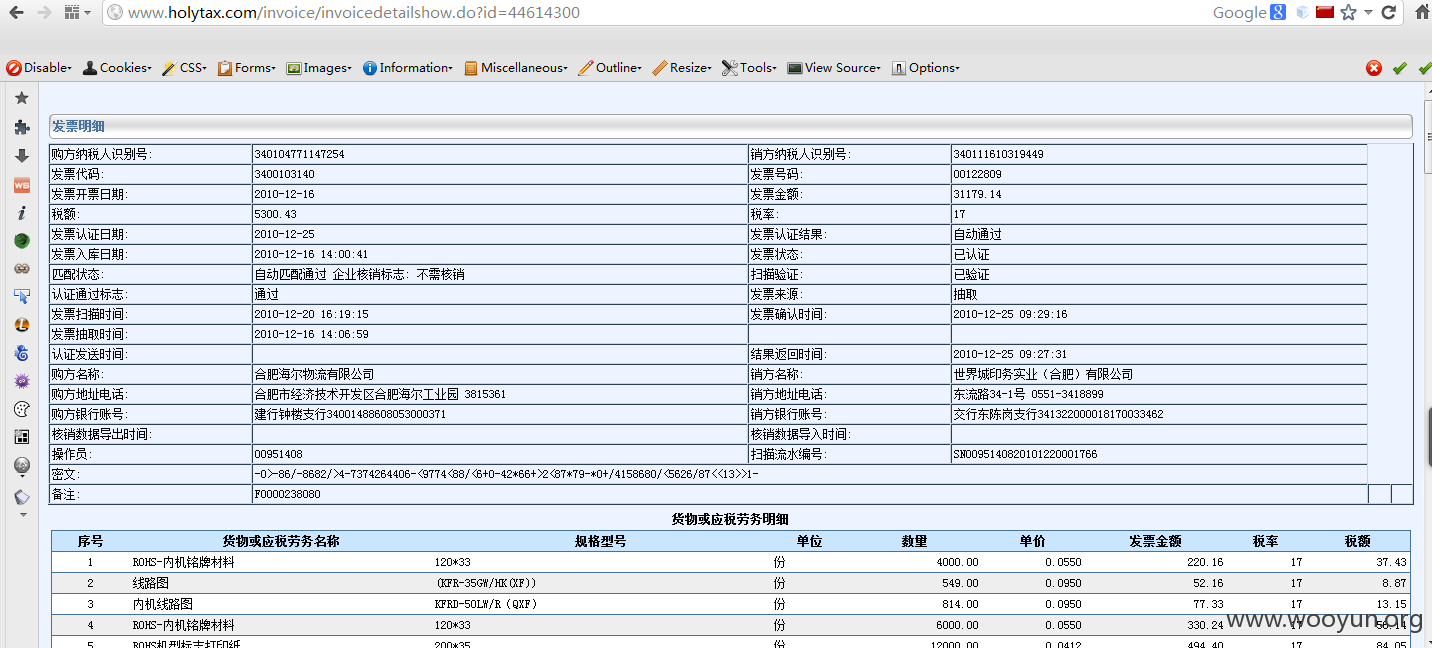 www.holytax.com/invoice/invoicedetailshow.do?id=44614300 Google
Disable Cookies CSS Forms Images Information Miscellaneous Outline Resize Tools View Source Options
发票明细
购方纳税人识别号: 340104771147254 销方纳税人识别号: 340111610319449
发票代码: 3400103140 发票号码: 00122809
发票开票日期: 2010-12-16 发票金额: 31179.14
税额: 5300.43 税率: 17
发票认证日期: 2010-12-25 发票认证结果: 自动通过
发票入库日期: 2010-12-16 14:00:41 发票状态: 已认证
匹配状态: 自动匹配通过 企业核销标志: 不需核销 扫描验证: 已验证
认证通过标志: 通过 发票来源: 抽取
发票扫描时间: 2010-12-20 16:19:15 发票确认时间: 2010-12-25 09:29:16
发票抽取时间: 2010-12-16 14:06:59
认证发送时间: 结果返回时间: 2010-12-25 09:27:31
购方名称: 合肥海尔物流有限公司 销方名称: 世界城印务实业（合肥）有限公司
购方地址电话: 合肥市经济技术开发区合肥海尔工业园 3815361 销方地址电话: 东流路34-1号 0551-3418899
购方银行账号: 建行钟楼支行34001488608053000371 销方银行账号: 交行东陈岗支行341322000018170033462
核销数据导出时间: 核销数据导入时间:
操作员: 00951408 扫描流水编号: SN0095140820101220001766
密文: -0>-86/-8682/>4-7374264406-<9774<88/<6+0-42*66+>2<87*79-*0+/4158680/<5626/87<<13>>1-
备注: F0000238080
货物或应税劳务明细
序号 货物或应税劳务名称 规格型号 单位 数量 单价 发票金额 税率 税额
1 ROHS-内机铭牌材料 120*33 份 4000.00 0.0550 220.16 17 37.43
2 线路图 (KFR-35GW/HK(XF)) 份 549.00 0.0950 52.16 17 8.87
3 内机线路图 KFRD-50LW/R（QXF） 份 814.00 0.0950 77.33 17 13.15
4 ROHS-内机铭牌材料 120*33 份 6000.00 0.0550 330.24 17 56.14
5 ROHS机型标志打印纸 200*35 份 12000.00 0.0412 494.40 17 84.05
www.wooyun.org